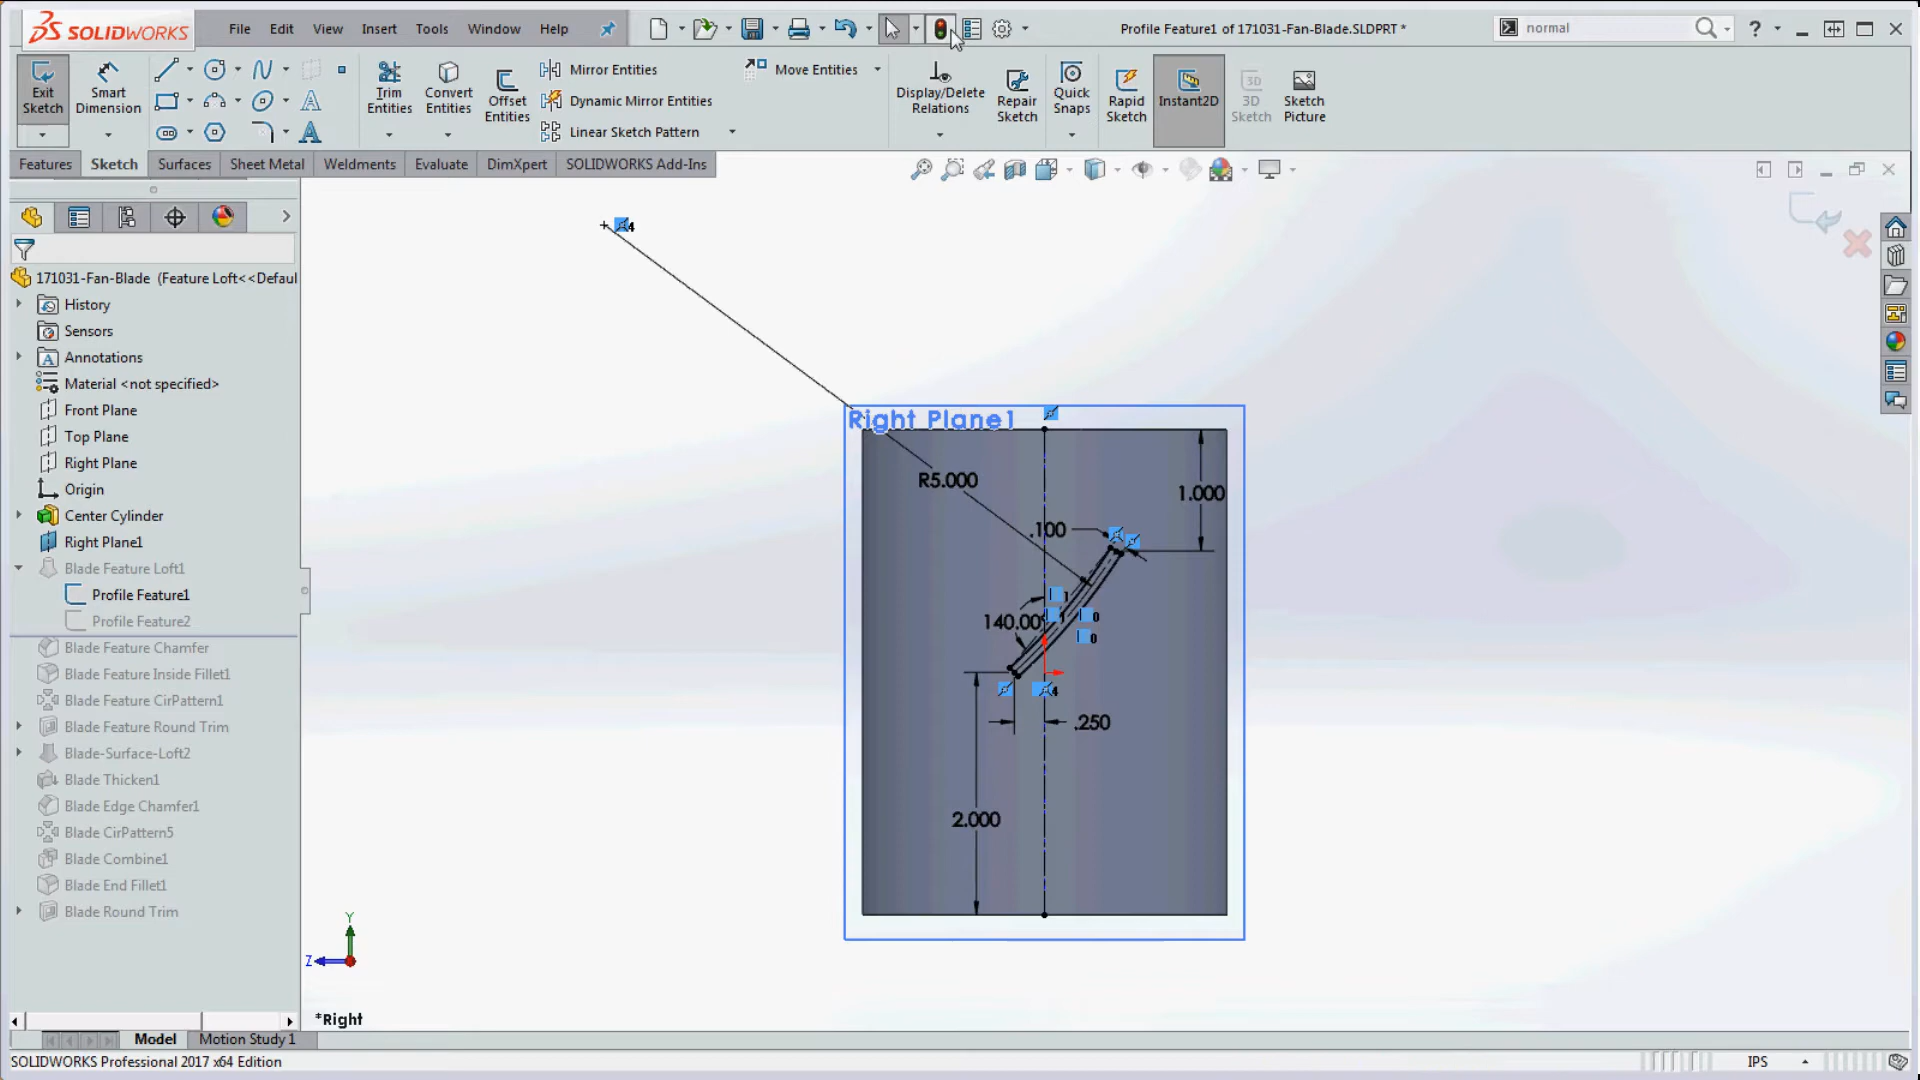 SOLIDWORKS File Edit View Insert Tools Window Help Profile Feature1 of 171031-Fan-Blade.SLDPRT * normal ?
Exit Sketch
Smart Dimension
Trim Entities
Convert Entities
Offset Entities
Mirror Entities
Dynamic Mirror Entities
Linear Sketch Pattern
Move Entities
Display/Delete Relations
Repair Sketch
Quick Snaps
Rapid Sketch
Instant2D
3D Sketch
Sketch Picture
Features Sketch Surfaces Sheet Metal Weldments Evaluate DimXpert SOLIDWORKS Add-Ins
171031-Fan-Blade (Feature Loft<<Defaul
History
Sensors
Annotations
Material <not specified>
Front Plane
Top Plane
Right Plane
Origin
Center Cylinder
Right Plane1
Blade Feature Loft1
Profile Feature1
Profile Feature2
Blade Feature Chamfer
Blade Feature Inside Fillet1
Blade Feature CirPattern1
Blade Feature Round Trim
Blade-Surface-Loft2
Blade Thicken1
Blade Edge Chamfer1
Blade CirPattern5
Blade Combine1
Blade End Fillet1
Blade Round Trim
4
Right Plane1
R5.000
1.000
.100
1
140.00°
0
0
4
.250
2.000
Y
Z
*Right
Model Motion Study 1
SOLIDWORKS Professional 2017 x64 Edition IPS